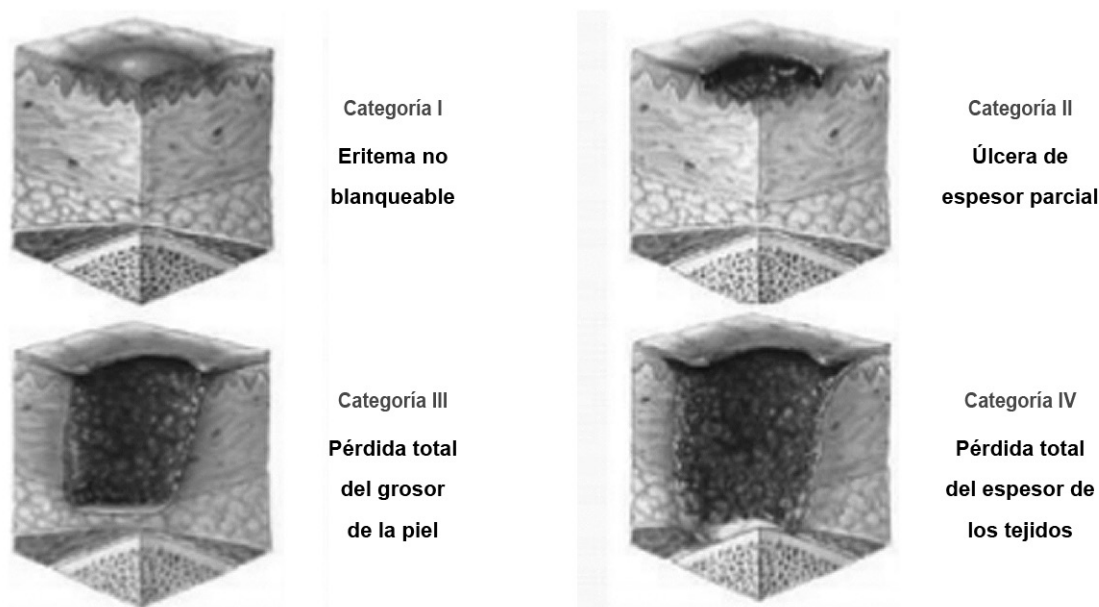 Categoría I
Eritema no
blanqueable
Categoría II
Úlcera de
espesor parcial
Categoría III
Pérdida total
del grosor
de la piel
Categoría IV
Pérdida total
del espesor de
los tejidos